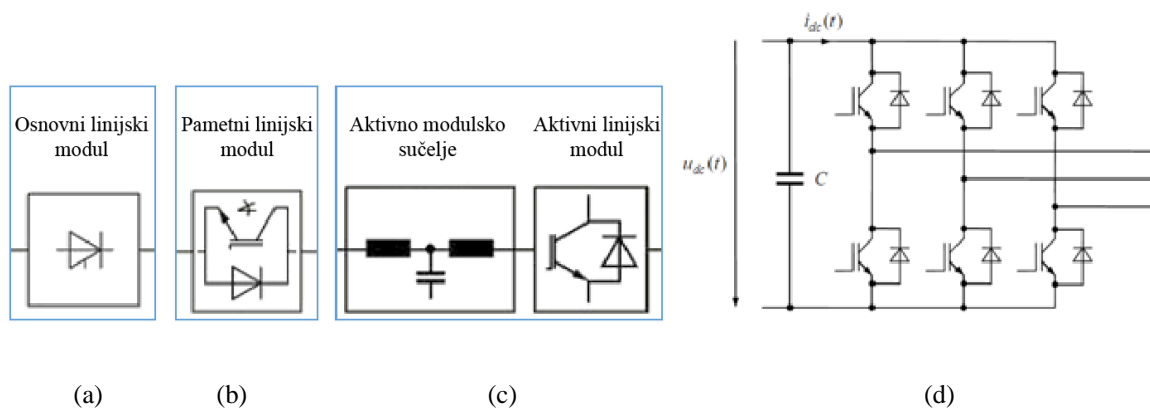 Osnovni linijski
modul
Pametni linijski
modul
Aktivno modulsko
sučelje
Aktivni linijski
modul
i_dc(t)
u_dc(t)
C
(a)
(b)
(c)
(d)